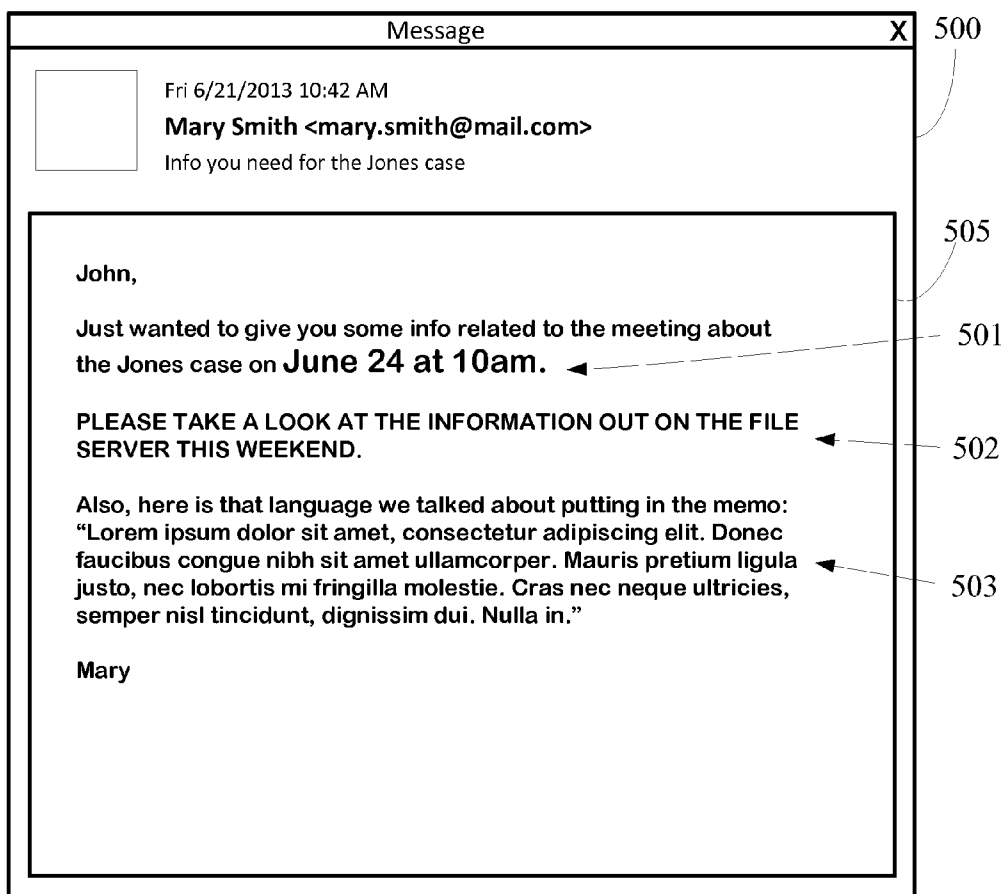 Message X 500
Fri 6/21/2013 10:42 AM
Mary Smith <mary.smith@mail.com>
Info you need for the Jones case
505
John,
Just wanted to give you some info related to the meeting about
the Jones case on June 24 at 10am.
501
PLEASE TAKE A LOOK AT THE INFORMATION OUT ON THE FILE
SERVER THIS WEEKEND.
502
Also, here is that language we talked about putting in the memo:
“Lorem ipsum dolor sit amet, consectetur adipiscing elit. Donec
faucibus congue nibh sit amet ullamcorper. Mauris pretium ligula
justo, nec lobortis mi fringilla molestie. Cras nec neque ultricies,
503
semper nisl tincidunt, dignissim dui. Nulla in.”
Mary